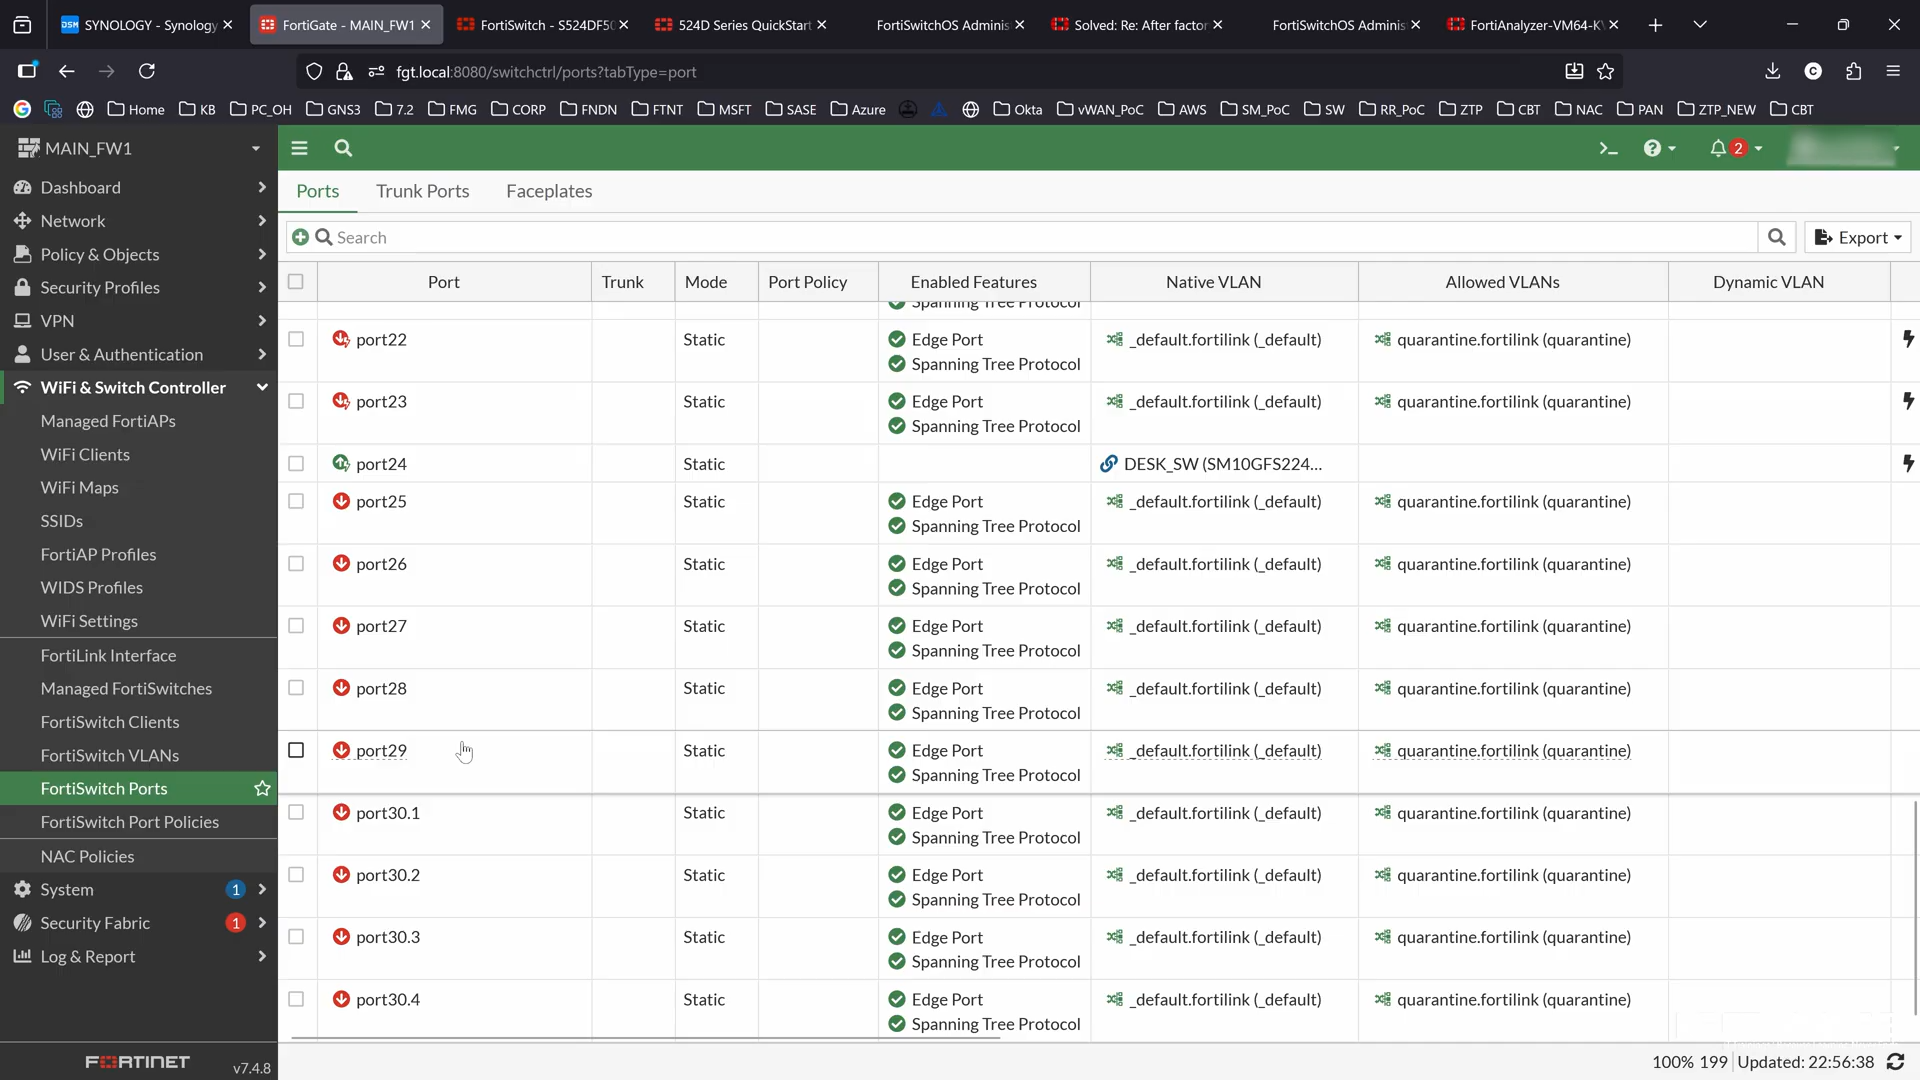 SYNOLOGY - Synology
FortiGate - MAIN_FW1
FortiSwitch - S524DF50
524D Series QuickStart
FortiSwitchOS Adminis
Solved: Re: After factor
FortiSwitchOS Adminis
FortiAnalyzer-VM64-KV
fgt.local:8080/switchctrl/ports?tabType=port
Home KB PC_OH GNS3 7.2 FMG CORP FNDN FTNT MSFT SASE Azure Okta vWAN_PoC AWS SM_PoC SW RR_PoC ZTP CBT NAC PAN ZTP_NEW CBT
MAIN_FW1
Dashboard
Network
Policy & Objects
Security Profiles
VPN
User & Authentication
WiFi & Switch Controller
Managed FortiAPs
WiFi Clients
WiFi Maps
SSIDs
FortiAP Profiles
WIDS Profiles
WiFi Settings
FortiLink Interface
Managed FortiSwitches
FortiSwitch Clients
FortiSwitch VLANs
FortiSwitch Ports
FortiSwitch Port Policies
NAC Policies
System 1
Security Fabric 1
Log & Report
FORTINET v7.4.8
2
Ports Trunk Ports Faceplates
Search Export
Port Trunk Mode Port Policy Enabled Features Native VLAN Allowed VLANs Dynamic VLAN
Spanning Tree Protocol
port22 Static Edge Port _default.fortilink (_default) quarantine.fortilink (quarantine)
Spanning Tree Protocol
port23 Static Edge Port _default.fortilink (_default) quarantine.fortilink (quarantine)
Spanning Tree Protocol
port24 Static DESK_SW (SM10GFS224...
port25 Static Edge Port _default.fortilink (_default) quarantine.fortilink (quarantine)
Spanning Tree Protocol
port26 Static Edge Port _default.fortilink (_default) quarantine.fortilink (quarantine)
Spanning Tree Protocol
port27 Static Edge Port _default.fortilink (_default) quarantine.fortilink (quarantine)
Spanning Tree Protocol
port28 Static Edge Port _default.fortilink (_default) quarantine.fortilink (quarantine)
Spanning Tree Protocol
port29 Static Edge Port _default.fortilink (_default) quarantine.fortilink (quarantine)
Spanning Tree Protocol
port30.1 Static Edge Port _default.fortilink (_default) quarantine.fortilink (quarantine)
Spanning Tree Protocol
port30.2 Static Edge Port _default.fortilink (_default) quarantine.fortilink (quarantine)
Spanning Tree Protocol
port30.3 Static Edge Port _default.fortilink (_default) quarantine.fortilink (quarantine)
Spanning Tree Protocol
port30.4 Static Edge Port _default.fortilink (_default) quarantine.fortilink (quarantine)
Spanning Tree Protocol
100% 199 Updated: 22:56:38